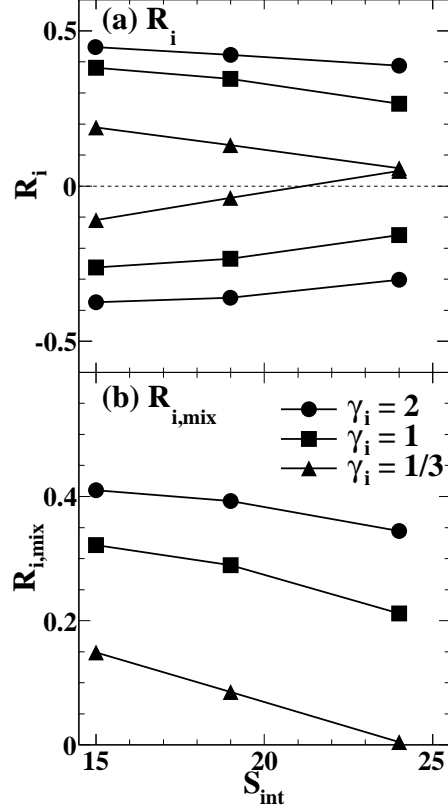 (a) R_i
0.5
0
-0.5
R_i
(b) R_i,mix
γ_i = 2
γ_i = 1
γ_i = 1/3
0.4
0.2
0
R_i,mix
15 20 25
S_int